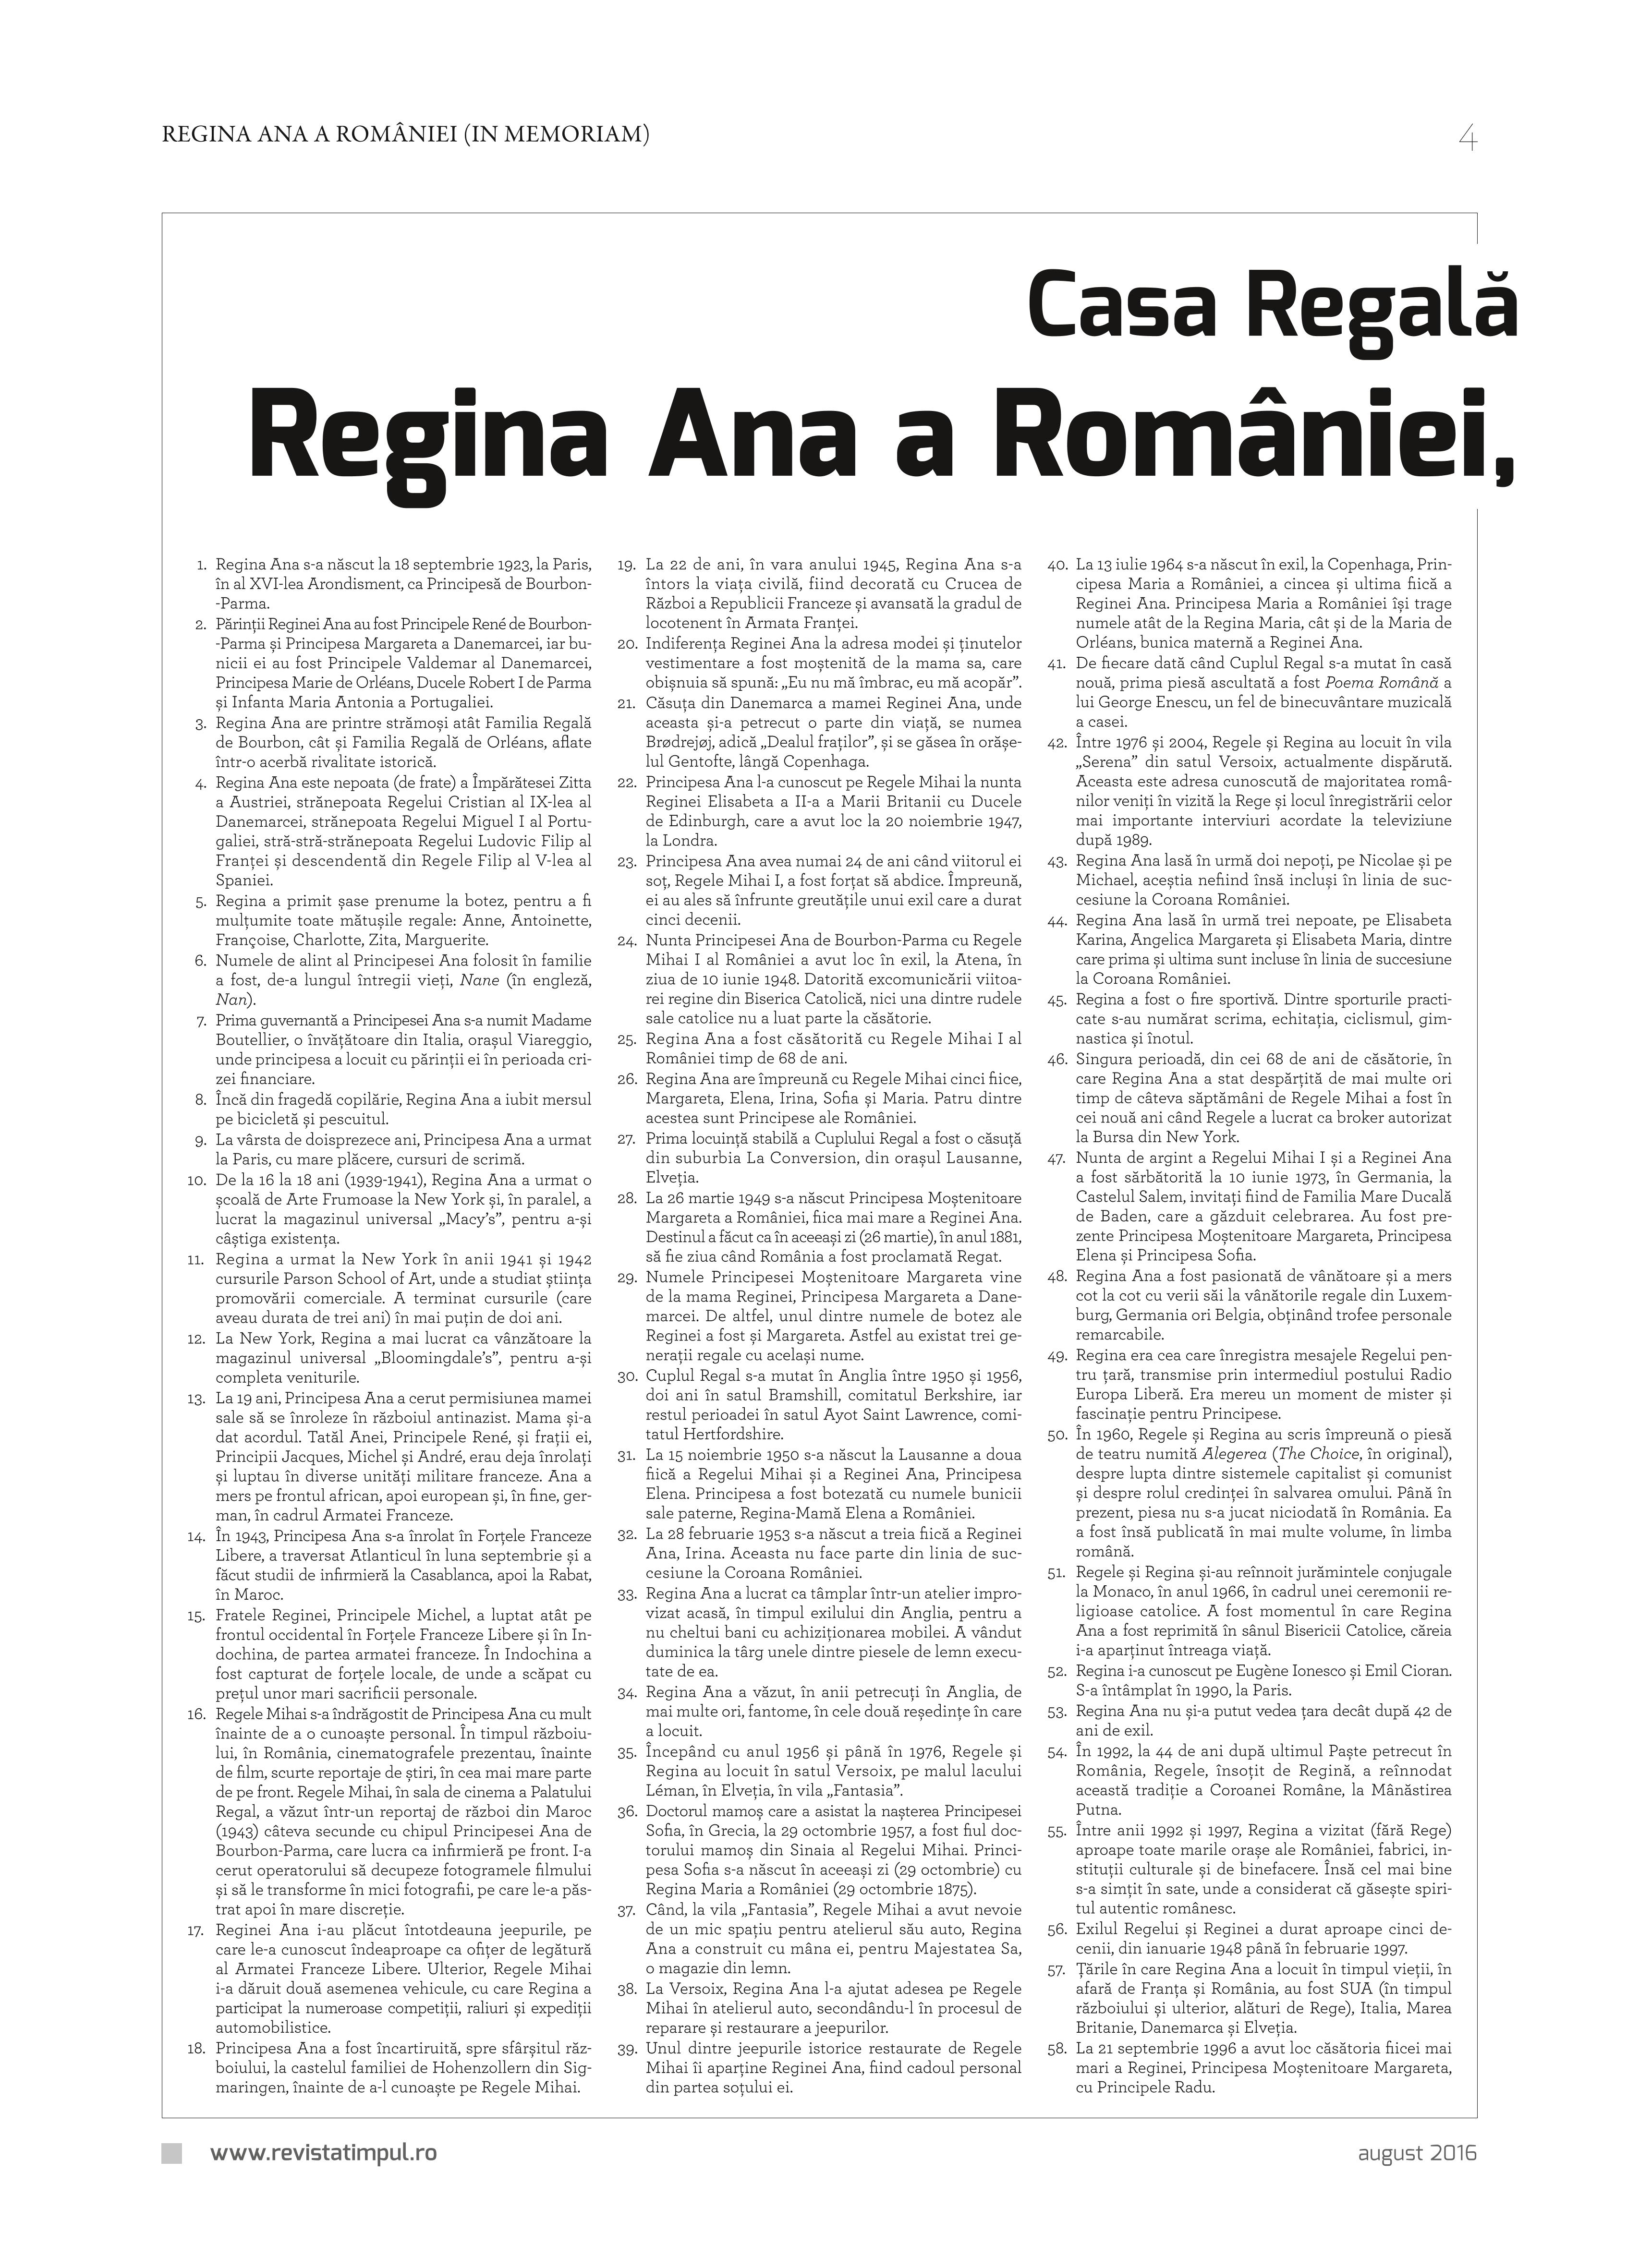 REGINA ANA A ROMÂNIEI (IN MEMORIAM)
4
Casa Regală
Regina Ana a României,
1. Regina Ana s-a născut la 18 septembrie 1923, la Paris,
în al XVI-lea Arondisment, ca Principesă de Bourbon-
-Parma.
2. Părinții Reginei Ana au fost Principele René de Bourbon-
-Parma și Principesa Margareta a Danemarcei, iar bu-
nicii ei au fost Principele Valdemar al Danemarcei,
Principesa Marie de Orléans, Ducele Robert I de Parma
și Infanta Maria Antonia a Portugaliei.
3. Regina Ana are printre strămoși atât Familia Regală
de Bourbon, cât și Familia Regală de Orléans, aflate
într-o acerbă rivalitate istorică.
4. Regina Ana este nepoata (de frate) a Împărătesei Zitta
a Austriei, strănepoata Regelui Cristian al IX-lea al
Danemarcei, strănepoata Regelui Miguel I al Portu-
galiei, stră-stră-strănepoata Regelui Ludovic Filip al
Franței și descendentă din Regele Filip al V-lea al
Spaniei.
5. Regina a primit șase prenume la botez, pentru a fi
mulțumite toate mătușile regale: Anne, Antoinette,
Françoise, Charlotte, Zita, Marguerite.
6. Numele de alint al Principesei Ana folosit în familie
a fost, de-a lungul întregii vieți, Nane (în engleză,
Nan).
7. Prima guvernantă a Principesei Ana s-a numit Madame
Boutellier, o învățătoare din Italia, orașul Viareggio,
unde principesa a locuit cu părinții ei în perioada cri-
zei financiare.
8. Încă din fragedă copilărie, Regina Ana a iubit mersul
pe bicicletă și pescuitul.
9. La vârsta de doisprezece ani, Principesa Ana a urmat
la Paris, cu mare plăcere, cursuri de scrimă.
10. De la 16 la 18 ani (1939-1941), Regina Ana a urmat o
școală de Arte Frumoase la New York și, în paralel, a
lucrat la magazinul universal „Macy’s”, pentru a-și
câștiga existența.
11. Regina a urmat la New York în anii 1941 și 1942
cursurile Parson School of Art, unde a studiat știința
promovării comerciale. A terminat cursurile (care
aveau durata de trei ani) în mai puțin de doi ani.
12. La New York, Regina a mai lucrat ca vânzătoare la
magazinul universal „Bloomingdale’s”, pentru a-și
completa veniturile.
13. La 19 ani, Principesa Ana a cerut permisiunea mamei
sale să se înroleze în războiul antinazist. Mama și-a
dat acordul. Tatăl Anei, Principele René, și frații ei,
Principii Jacques, Michel și André, erau deja înrolați
și luptau în diverse unități militare franceze. Ana a
mers pe frontul african, apoi european și, în fine, ger-
man, în cadrul Armatei Franceze.
14. În 1943, Principesa Ana s-a înrolat în Forțele Franceze
Libere, a traversat Atlanticul în luna septembrie și a
făcut studii de infirmieră la Casablanca, apoi la Rabat,
în Maroc.
15. Fratele Reginei, Principele Michel, a luptat atât pe
frontul occidental în Forțele Franceze Libere și în In-
dochina, de partea armatei franceze. În Indochina a
fost capturat de forțele locale, de unde a scăpat cu
prețul unor mari sacrificii personale.
16. Regele Mihai s-a îndrăgostit de Principesa Ana cu mult
înainte de a o cunoaște personal. În timpul războiu-
lui, în România, cinematografele prezentau, înainte
de film, scurte reportaje de știri, în cea mai mare parte
de pe front. Regele Mihai, în sala de cinema a Palatului
Regal, a văzut într-un reportaj de război din Maroc
(1943) câteva secunde cu chipul Principesei Ana de
Bourbon-Parma, care lucra ca infirmieră pe front. I-a
cerut operatorului să decupeze fotogramele filmului
și să le transforme în mici fotografii, pe care le-a păs-
trat apoi în mare discreție.
17. Reginei Ana i-au plăcut întotdeauna jeepurile, pe
care le-a cunoscut îndeaproape ca ofițer de legătură
al Armatei Franceze Libere. Ulterior, Regele Mihai
i-a dăruit două asemenea vehicule, cu care Regina a
participat la numeroase competiții, raliuri și expediții
automobilistice.
18. Principesa Ana a fost încartiruită, spre sfârșitul răz-
boiului, la castelul familiei de Hohenzollern din Sig-
maringen, înainte de a-l cunoaște pe Regele Mihai.
19. La 22 de ani, în vara anului 1945, Regina Ana s-a
întors la viața civilă, fiind decorată cu Crucea de
Război a Republicii Franceze și avansată la gradul de
locotenent în Armata Franței.
20. Indiferența Reginei Ana la adresa modei și ținutelor
vestimentare a fost moștenită de la mama sa, care
obișnuia să spună: „Eu nu mă îmbrac, eu mă acopăr”.
21. Căsuța din Danemarca a mamei Reginei Ana, unde
aceasta și-a petrecut o parte din viață, se numea
Brødrejøj, adică „Dealul fraților”, și se găsea în orășe-
lul Gentofte, lângă Copenhaga.
22. Principesa Ana l-a cunoscut pe Regele Mihai la nunta
Reginei Elisabeta a II-a a Marii Britanii cu Ducele
de Edinburgh, care a avut loc la 20 noiembrie 1947,
la Londra.
23. Principesa Ana avea numai 24 de ani când viitorul ei
soț, Regele Mihai I, a fost forțat să abdice. Împreună,
ei au ales să înfrunte greutățile unui exil care a durat
cinci decenii.
24. Nunta Principesei Ana de Bourbon-Parma cu Regele
Mihai I al României a avut loc în exil, la Atena, în
ziua de 10 iunie 1948. Datorită excomunicării viitoa-
rei regine din Biserica Catolică, nici una dintre rudele
sale catolice nu a luat parte la căsătorie.
25. Regina Ana a fost căsătorită cu Regele Mihai I al
României timp de 68 de ani.
26. Regina Ana are împreună cu Regele Mihai cinci fiice,
Margareta, Elena, Irina, Sofia și Maria. Patru dintre
acestea sunt Principese ale României.
27. Prima locuință stabilă a Cuplului Regal a fost o căsuță
din suburbia La Conversion, din orașul Lausanne,
Elveția.
28. La 26 martie 1949 s-a născut Principesa Moștenitoare
Margareta a României, fiica mai mare a Reginei Ana.
Destinul a făcut ca în aceeași zi (26 martie), în anul 1881,
să fie ziua când România a fost proclamată Regat.
29. Numele Principesei Moștenitoare Margareta vine
de la mama Reginei, Principesa Margareta a Dane-
marcei. De altfel, unul dintre numele de botez ale
Reginei a fost și Margareta. Astfel au existat trei ge-
nerații regale cu același nume.
30. Cuplul Regal s-a mutat în Anglia între 1950 și 1956,
doi ani în satul Bramshill, comitatul Berkshire, iar
restul perioadei în satul Ayot Saint Lawrence, comi-
tatul Hertfordshire.
31. La 15 noiembrie 1950 s-a născut la Lausanne a doua
fiică a Regelui Mihai și a Reginei Ana, Principesa
Elena. Principesa a fost botezată cu numele bunicii
sale paterne, Regina-Mamă Elena a României.
32. La 28 februarie 1953 s-a născut a treia fiică a Reginei
Ana, Irina. Aceasta nu face parte din linia de suc-
cesiune la Coroana României.
33. Regina Ana a lucrat ca tâmplar într-un atelier impro-
vizat acasă, în timpul exilului din Anglia, pentru a
nu cheltui bani cu achiziționarea mobilei. A vândut
duminica la târg unele dintre piesele de lemn execu-
tate de ea.
34. Regina Ana a văzut, în anii petrecuți în Anglia, de
mai multe ori, fantome, în cele două reședințe în care
a locuit.
35. Începând cu anul 1956 și până în 1976, Regele și
Regina au locuit în satul Versoix, pe malul lacului
Léman, în Elveția, în vila „Fantasia”.
36. Doctorul mamoș care a asistat la nașterea Principesei
Sofia, în Grecia, la 29 octombrie 1957, a fost fiul doc-
torului mamoș din Sinaia al Regelui Mihai. Princi-
pesa Sofia s-a născut în aceeași zi (29 octombrie) cu
Regina Maria a României (29 octombrie 1875).
37. Când, la vila „Fantasia”, Regele Mihai a avut nevoie
de un mic spațiu pentru atelierul său auto, Regina
Ana a construit cu mâna ei, pentru Majestatea Sa,
o magazie din lemn.
38. La Versoix, Regina Ana l-a ajutat adesea pe Regele
Mihai în atelierul auto, secondându-l în procesul de
reparare și restaurare a jeepurilor.
39. Unul dintre jeepurile istorice restaurate de Regele
Mihai îi aparține Reginei Ana, fiind cadoul personal
din partea soțului ei.
40. La 13 iulie 1964 s-a născut în exil, la Copenhaga, Prin-
cipesa Maria a României, a cincea și ultima fiică a
Reginei Ana. Principesa Maria a României își trage
numele atât de la Regina Maria, cât și de la Maria de
Orléans, bunica maternă a Reginei Ana.
41. De fiecare dată când Cuplul Regal s-a mutat în casă
nouă, prima piesă ascultată a fost Poema Română a
lui George Enescu, un fel de binecuvântare muzicală
a casei.
42. Între 1976 și 2004, Regele și Regina au locuit în vila
„Serena” din satul Versoix, actualmente dispărută.
Aceasta este adresa cunoscută de majoritatea româ-
nilor veniți în vizită la Rege și locul înregistrării celor
mai importante interviuri acordate la televiziune
după 1989.
43. Regina Ana lasă în urmă doi nepoți, pe Nicolae și pe
Michael, aceștia nefiind însă incluși în linia de suc-
cesiune la Coroana României.
44. Regina Ana lasă în urmă trei nepoate, pe Elisabeta
Karina, Angelica Margareta și Elisabeta Maria, dintre
care prima și ultima sunt incluse în linia de succesiune
la Coroana României.
45. Regina a fost o fire sportivă. Dintre sporturile practi-
cate s-au numărat scrima, echitația, ciclismul, gim-
nastica și înotul.
46. Singura perioadă, din cei 68 de ani de căsătorie, în
care Regina Ana a stat despărțită de mai multe ori
timp de câteva săptămâni de Regele Mihai a fost în
cei nouă ani când Regele a lucrat ca broker autorizat
la Bursa din New York.
47. Nunta de argint a Regelui Mihai I și a Reginei Ana
a fost sărbătorită la 10 iunie 1973, în Germania, la
Castelul Salem, invitați fiind de Familia Mare Ducală
de Baden, care a găzduit celebrarea. Au fost pre-
zente Principesa Moștenitoare Margareta, Principesa
Elena și Principesa Sofia.
48. Regina Ana a fost pasionată de vânătoare și a mers
cot la cot cu verii săi la vânătorile regale din Luxem-
burg, Germania ori Belgia, obținând trofee personale
remarcabile.
49. Regina era cea care înregistra mesajele Regelui pen-
tru țară, transmise prin intermediul postului Radio
Europa Liberă. Era mereu un moment de mister și
fascinație pentru Principese.
50. În 1960, Regele și Regina au scris împreună o piesă
de teatru numită Alegerea (The Choice, în original),
despre lupta dintre sistemele capitalist și comunist
și despre rolul credinței în salvarea omului. Până în
prezent, piesa nu s-a jucat niciodată în România. Ea
a fost însă publicată în mai multe volume, în limba
română.
51. Regele și Regina și-au reînnoit jurămintele conjugale
la Monaco, în anul 1966, în cadrul unei ceremonii re-
ligioase catolice. A fost momentul în care Regina
Ana a fost reprimită în sânul Bisericii Catolice, căreia
i-a aparținut întreaga viață.
52. Regina i-a cunoscut pe Eugène Ionesco și Emil Cioran.
S-a întâmplat în 1990, la Paris.
53. Regina Ana nu și-a putut vedea țara decât după 42 de
ani de exil.
54. În 1992, la 44 de ani după ultimul Paște petrecut în
România, Regele, însoțit de Regină, a reînnodat
această tradiție a Coroanei Române, la Mânăstirea
Putna.
55. Între anii 1992 și 1997, Regina a vizitat (fără Rege)
aproape toate marile orașe ale României, fabrici, in-
stituții culturale și de binefacere. Însă cel mai bine
s-a simțit în sate, unde a considerat că găsește spiri-
tul autentic românesc.
56. Exilul Regelui și Reginei a durat aproape cinci de-
cenii, din ianuarie 1948 până în februarie 1997.
57. Țările în care Regina Ana a locuit în timpul vieții, în
afară de Franța și România, au fost SUA (în timpul
războiului și ulterior, alături de Rege), Italia, Marea
Britanie, Danemarca și Elveția.
58. La 21 septembrie 1996 a avut loc căsătoria fiicei mai
mari a Reginei, Principesa Moștenitoare Margareta,
cu Principele Radu.
www.revistatimpul.ro
august 2016